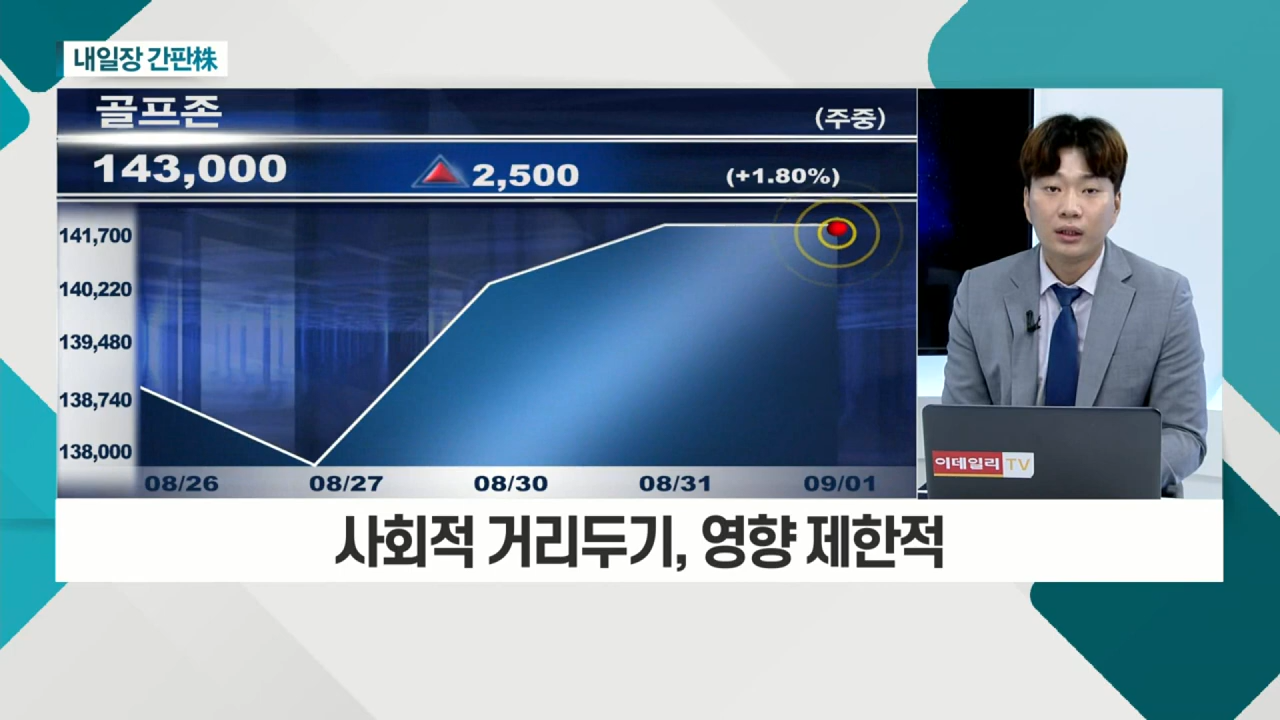 내일장 간판株
골프존 (주중)
143,000 ▲ 2,500 (+1.80%)
141,700
140,220
139,480
138,740
138,000
08/26 08/27 08/30 08/31 09/01
이데일리 TV
사회적 거리두기, 영향 제한적